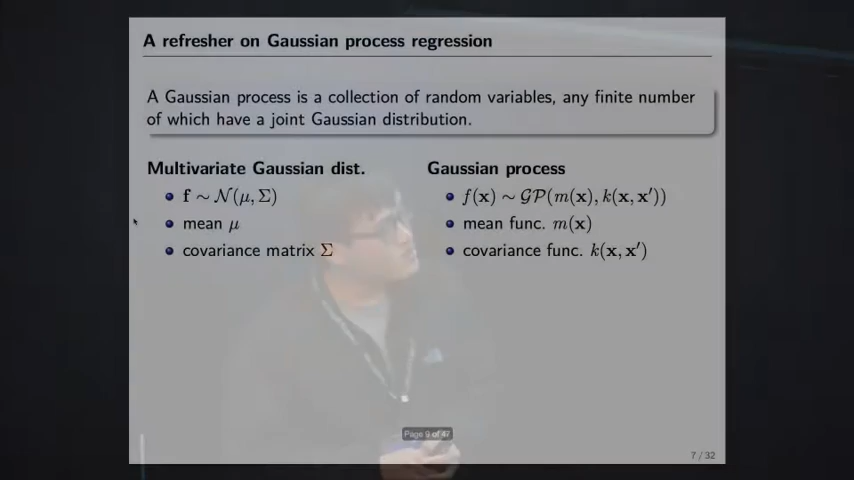 A refresher on Gaussian process regression
A Gaussian process is a collection of random variables, any finite number
of which have a joint Gaussian distribution.
Multivariate Gaussian dist.
f ∼ 𝒩(μ, Σ)
mean μ
covariance matrix Σ
Gaussian process
f(x) ∼ 𝒢𝒫(m(x), k(x, x′))
mean func. m(x)
covariance func. k(x, x′)
Page 9 of 47
7 / 32